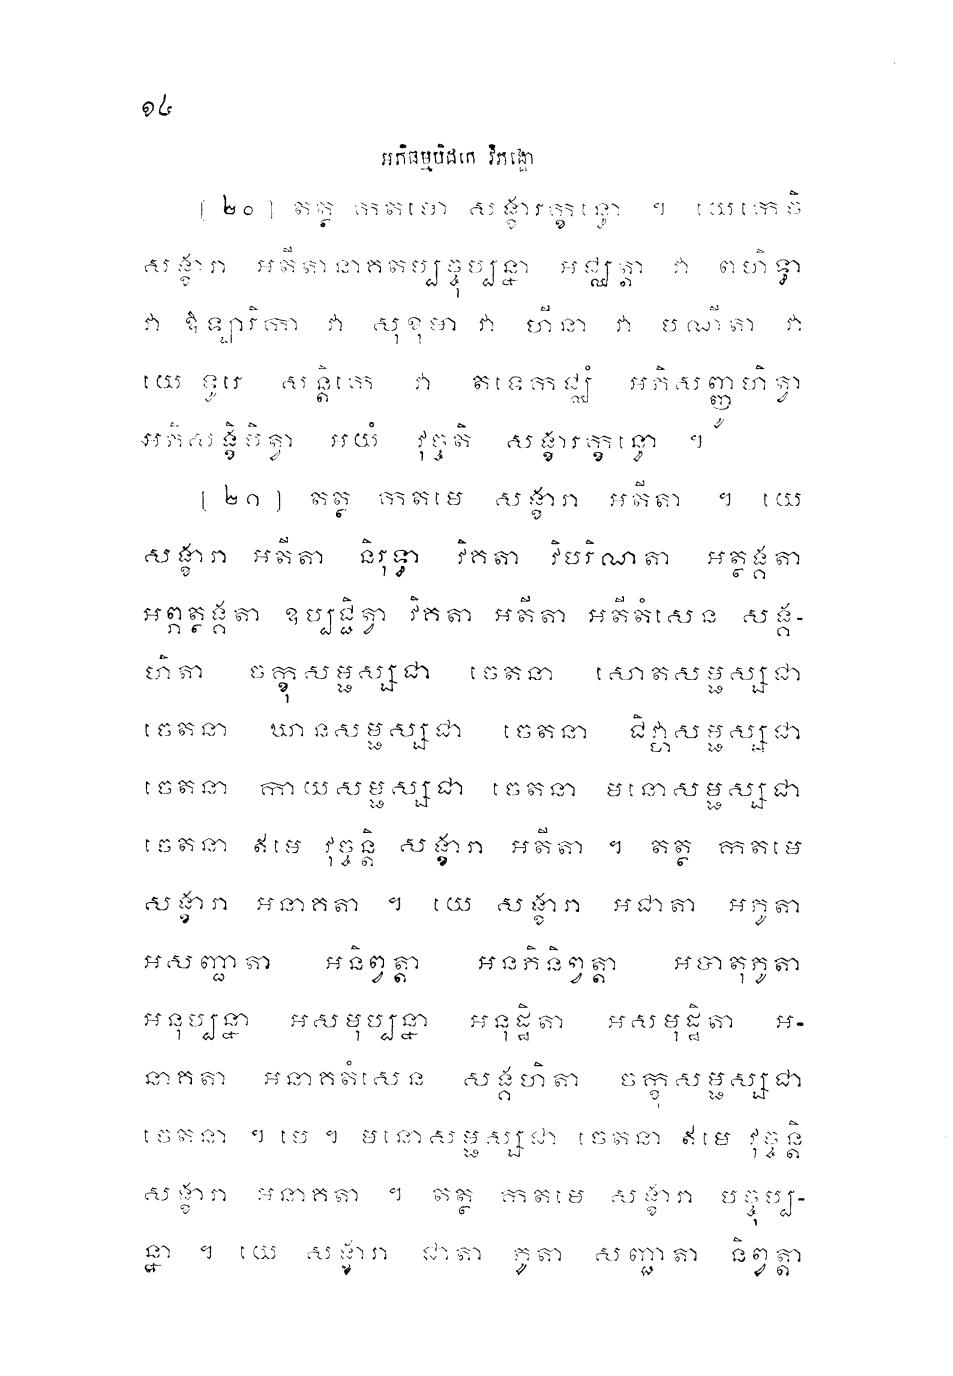 ១៤
អភិធម្មបិដកេ វិភង្គោ
[ ២០ ] តត្ថ កតមោ សង្ខារក្ខន្ធោ ។ យេកេចិ
សង្ខារា អតីតានាគតប្បច្ចុប្បន្នា អជ្ឈត្តា វា ពហិទ្ធា
វា ឱឡារិកា វា សុខុមា វា ហីនា វា បណីតា វា
យេ ទូរេ សន្តិកេ វា តទេកជ្ឈំ អភិសញ្ញូហិត្វា
អភិសង្ខិបិត្វា អយំ វុច្ចតិ សង្ខារក្ខន្ធោ ។
[ ២១ ] តត្ថ កតមេ សង្ខារា អតីតា ។ យេ
សង្ខារា អតីតា និរុទ្ធា វិគតា វិបរិណតា អត្ថង្គតា
អព្ភត្ថង្គតា ឧប្បជ្ជិត្វា វិគតា អតីតា អតីតំសេន សង្គ-
ហិតា ចក្ខុសម្ផស្សជា ចេតនា សោតសម្ផស្សជា
ចេតនា ឃានសម្ផស្សជា ចេតនា ជិវ្ហាសម្ផស្សជា
ចេតនា កាយសម្ផស្សជា ចេតនា មនោសម្ផស្សជា
ចេតនា ឥមេ វុច្ចន្តិ សង្ខារា អតីតា ។ តត្ថ កតមេ
សង្ខារា អនាគតា ។ យេ សង្ខារា អជាតា អភូតា
អសញ្ជាតា អនិព្វត្តា អនភិនិព្វត្តា អបាតុភូតា
អនុប្បន្នា អសមុប្បន្នា អនុដ្ឋិតា អសមុដ្ឋិតា អ-
នាគតា អនាគតំសេន សង្គហិតា ចក្ខុសម្ផស្សជា
ចេតនា ។ បេ ។ មនោសម្ផស្សជា ចេតនា ឥមេ វុច្ចន្តិ
សង្ខារា អនាគតា ។ តត្ថ កតមេ សង្ខារា បច្ចុប្ប-
ន្នា ។ យេ សង្ខារា ជាតា ភូតា សញ្ជាតា និព្វត្តា